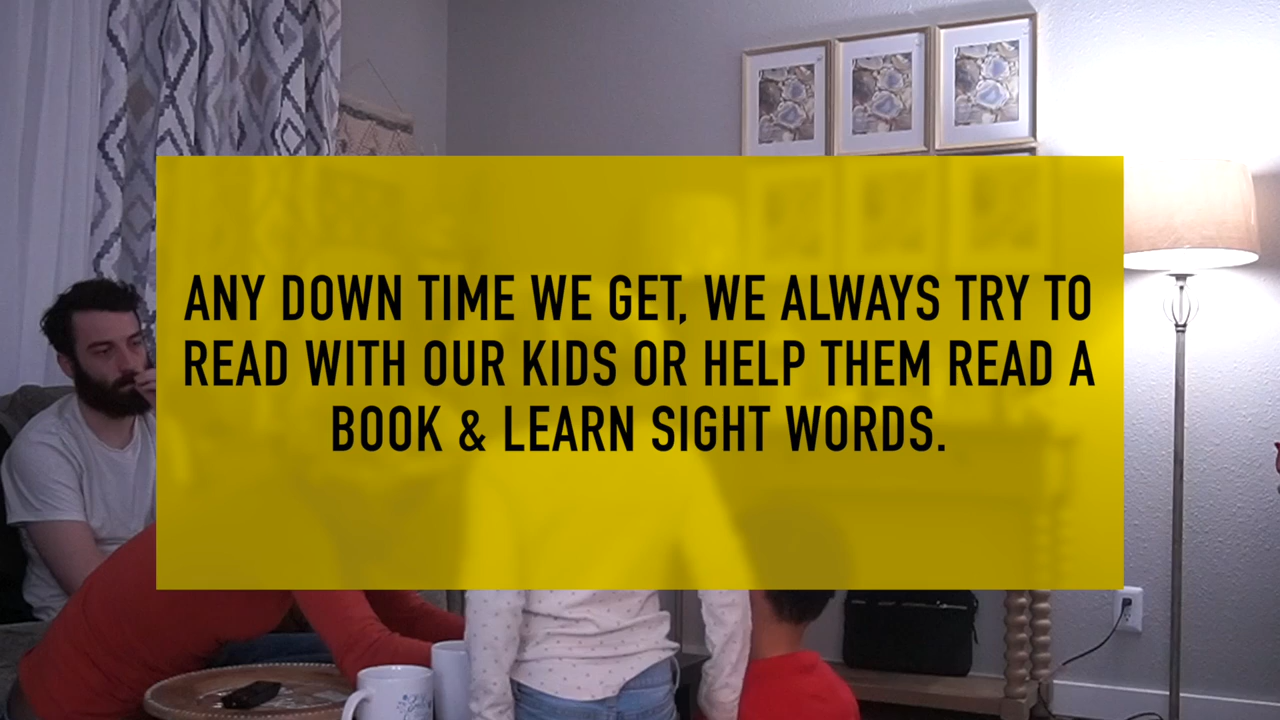 ANY DOWN TIME WE GET, WE ALWAYS TRY TO
READ WITH OUR KIDS OR HELP THEM READ A
BOOK & LEARN SIGHT WORDS.